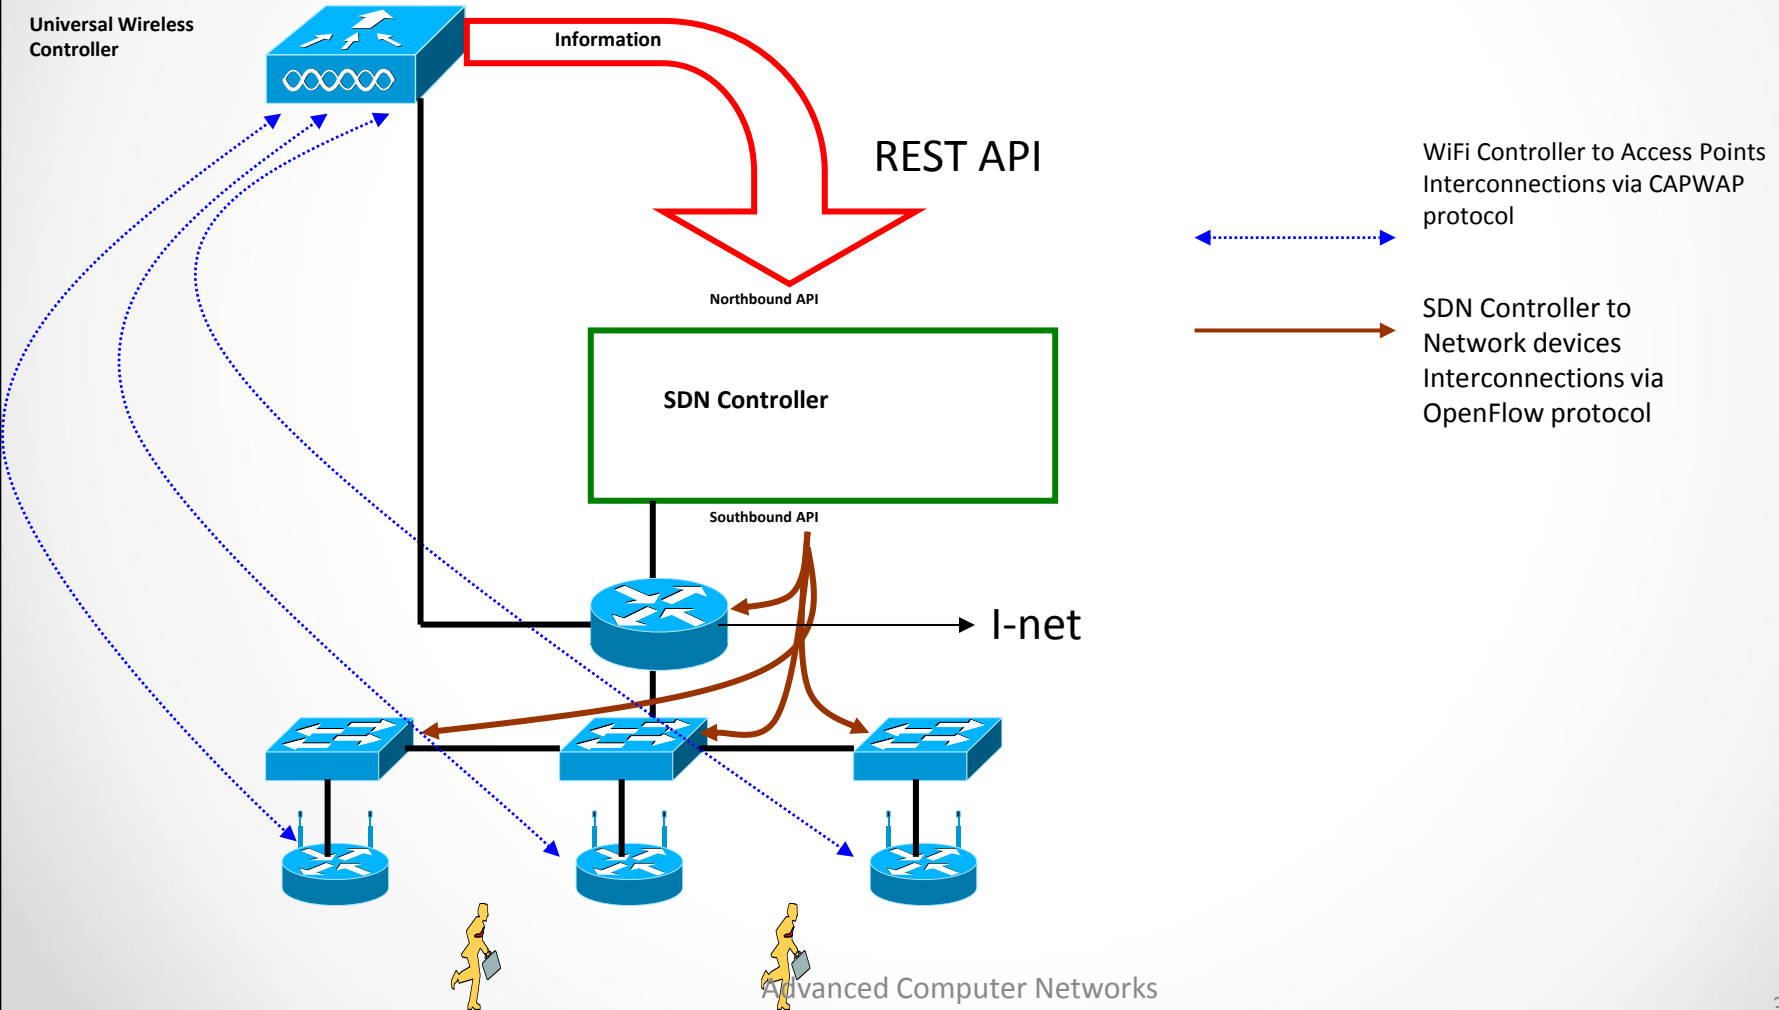 Universal Wireless
Controller
Information
REST API
WiFi Controller to Access Points
Interconnections via CAPWAP
protocol
Northbound API
SDN Controller to
Network devices
Interconnections via
OpenFlow protocol
SDN Controller
Southbound API
I-net
Advanced Computer Networks